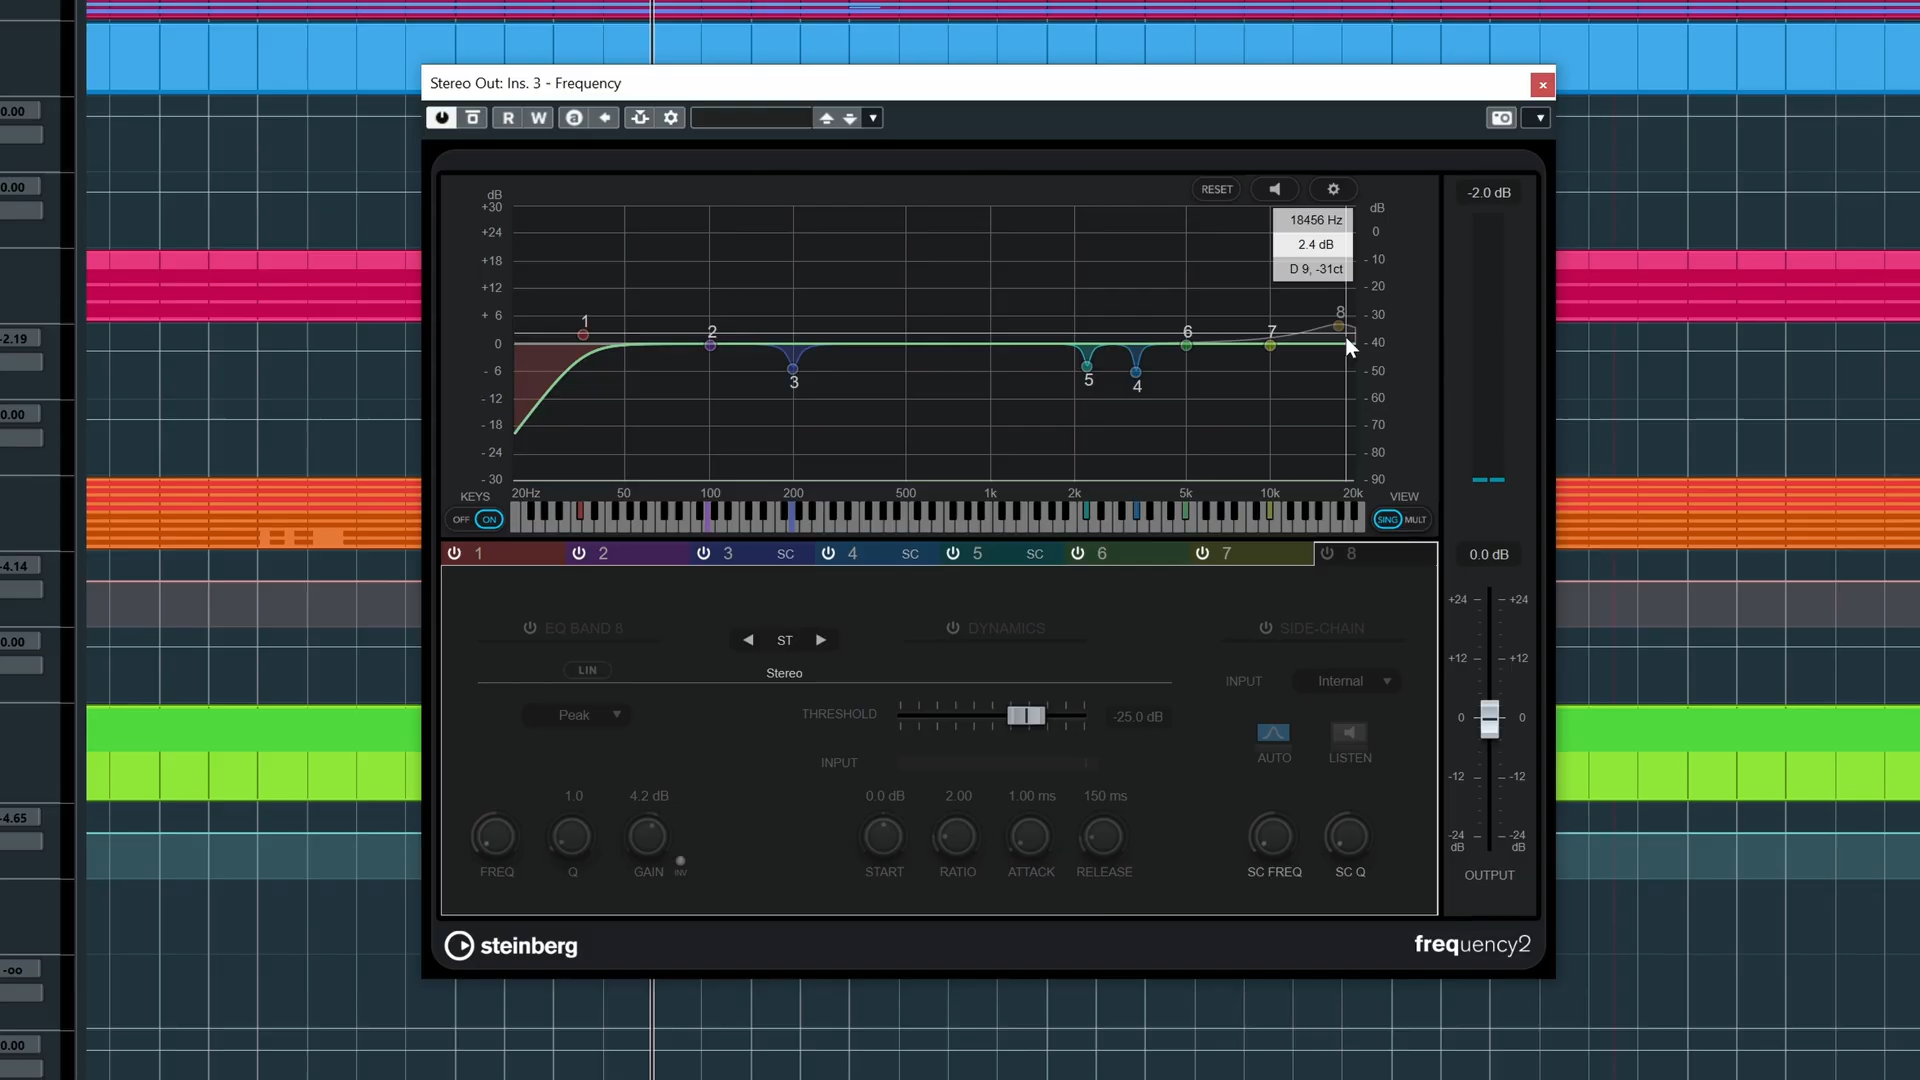 Stereo Out: Ins. 3 - Frequency
R W a
RESET
-2.0 dB
dB
+30
+24
+18
+12
+ 6
0
- 6
- 12
- 18
- 24
- 30
18456 Hz
2.4 dB
D 9, -31ct
dB
0
- 10
- 20
- 30
- 40
- 50
- 60
- 70
- 80
- 90
1 2 3 5 4 6 7 8
KEYS
OFF ON
20Hz 50 100 200 500 1k 2k 5k 10k 20k
VIEW
SING MULT
1 2 3 SC 4 SC 5 SC 6 7 8
0.0 dB
EQ BAND 8
ST
DYNAMICS
SIDE-CHAIN
LIN
Stereo
INPUT Internal
Peak
THRESHOLD -25.0 dB
AUTO LISTEN
INPUT
1.0 4.2 dB 0.0 dB 2.00 1.00 ms 150 ms
FREQ Q GAIN INV START RATIO ATTACK RELEASE SC FREQ SC Q
+24 +24
+12 +12
0 0
-12 -12
-24 -24
dB dB
OUTPUT
steinberg
frequency2
0.00
0.00
-2.19
0.00
-4.14
0.00
-4.65
-oo
0.00